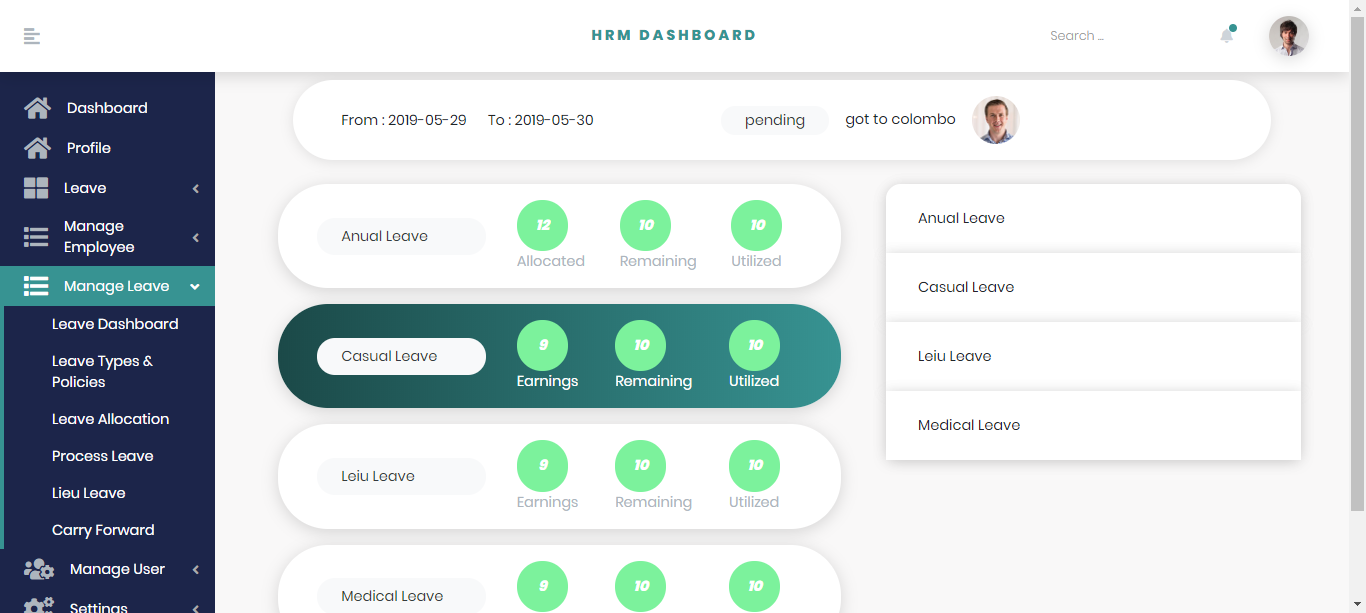 HRM DASHBOARD
Search ...
Dashboard
Profile
Leave
Manage
Employee
Manage Leave
Leave Dashboard
Leave Types &
Policies
Leave Allocation
Process Leave
Lieu Leave
Carry Forward
Manage User
Settings
From : 2019-05-29 To : 2019-05-30 pending got to colombo
Anual Leave
12 10 10
Allocated Remaining Utilized
Casual Leave
9 10 10
Earnings Remaining Utilized
Leiu Leave
9 10 10
Earnings Remaining Utilized
Medical Leave
9 10 10
Anual Leave
Casual Leave
Leiu Leave
Medical Leave